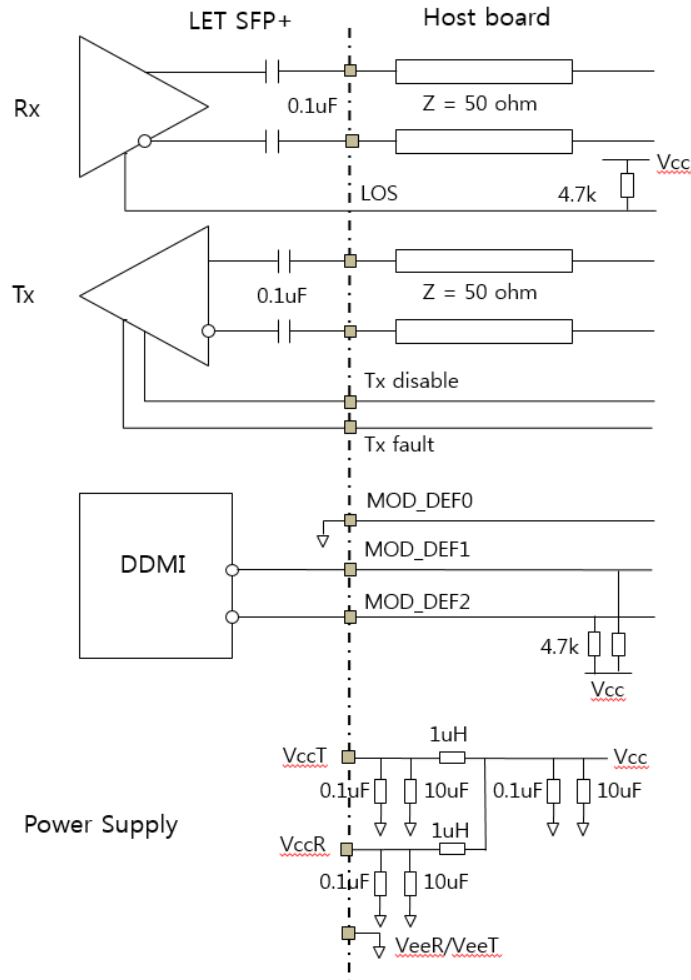 LET SFP+
Host board
Rx
0.1uF
Z = 50 ohm
Vcc
4.7k
LOS
Tx
0.1uF
Z = 50 ohm
Tx disable
Tx fault
MOD_DEF0
DDMI
MOD_DEF1
MOD_DEF2
4.7k
Vcc
1uH
VccT
Vcc
0.1uF
10uF
0.1uF
10uF
Power Supply
1uH
VccR
0.1uF
10uF
VeeR/VeeT